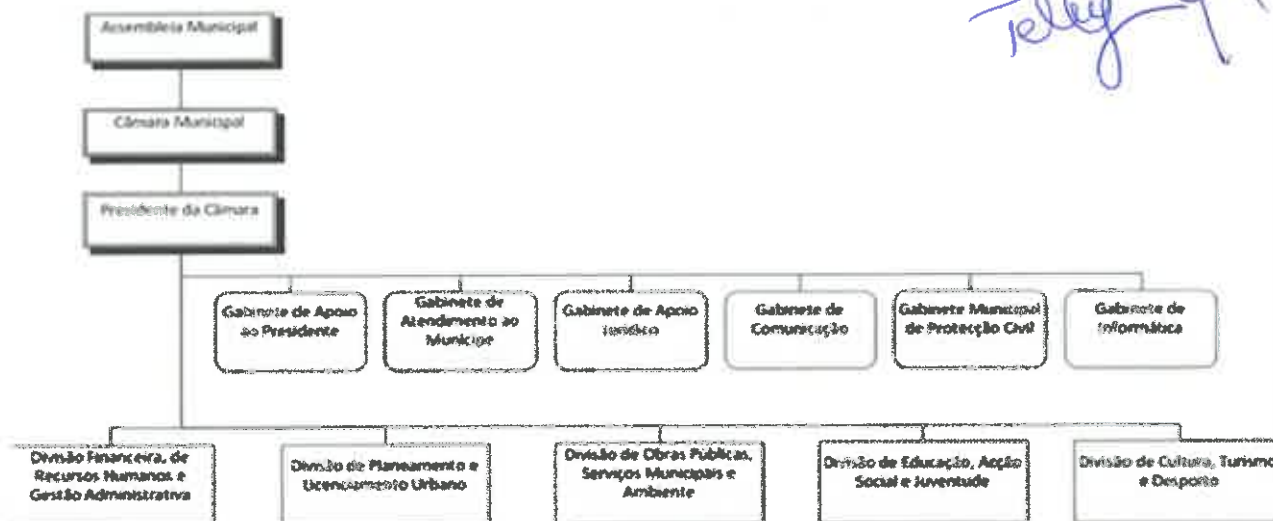 Assembleia Municipal
Câmara Municipal
Presidente da Câmara
Gabinete de Apoio
ao Presidente
Gabinete de
Atendimento ao
Munícipe
Gabinete de Apoio
Jurídico
Gabinete de
Comunicação
Gabinete Municipal
de Protecção Civil
Gabinete de
Informática
Divisão Financeira, de
Recursos Humanos e
Gestão Administrativa
Divisão de Planeamento e
Licenciamento Urbano
Divisão de Obras Públicas,
Serviços Municipais e
Ambiente
Divisão de Educação, Acção
Social e Juventude
Divisão de Cultura, Turismo
e Desporto